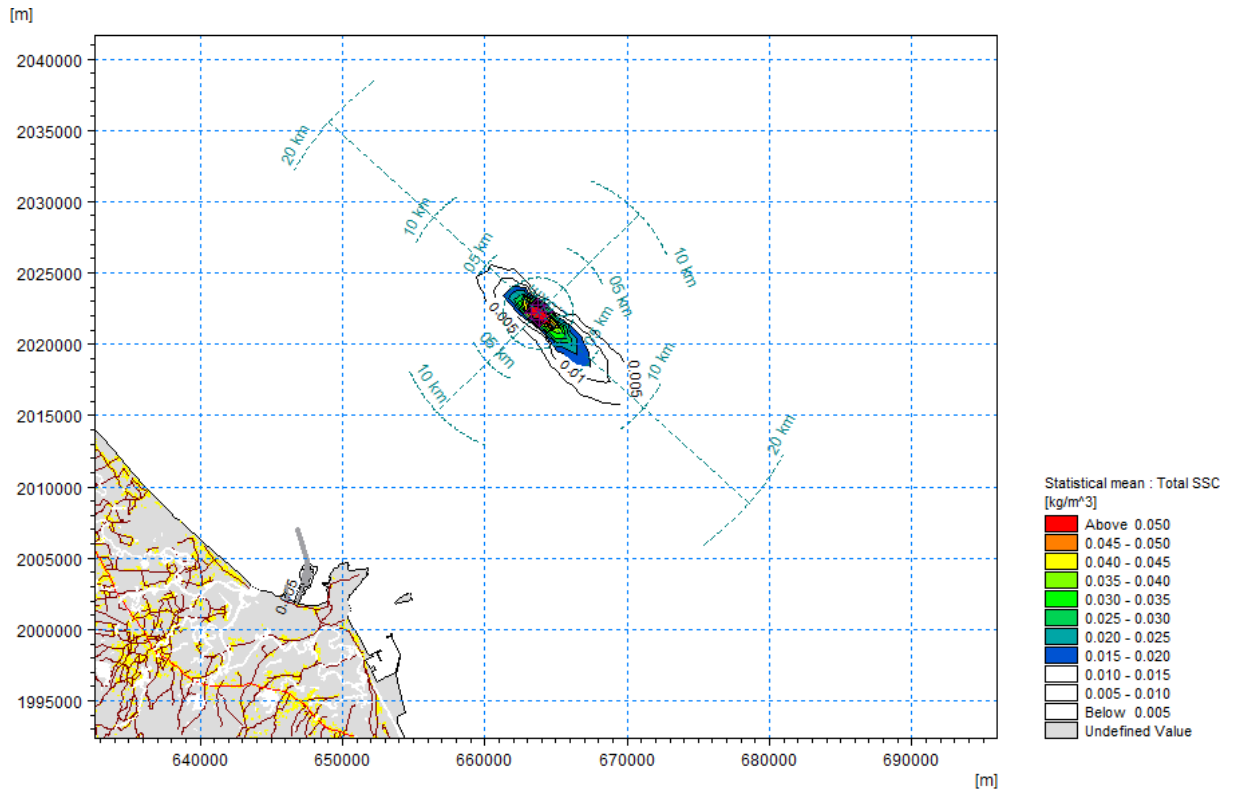 [m]
2040000
2035000
2030000
2025000
2020000
2015000
2010000
2005000
2000000
1995000
640000
650000
660000
670000
680000
690000
[m]
20 km
10 km
05 km
10 km
05 km
05 km
05 km
10 km
10 km
20 km
0.005
0.01
0.005
0.005
Statistical mean : Total SSC
[kg/m^3]
Above 0.050
0.045 - 0.050
0.040 - 0.045
0.035 - 0.040
0.030 - 0.035
0.025 - 0.030
0.020 - 0.025
0.015 - 0.020
0.010 - 0.015
0.005 - 0.010
Below 0.005
Undefined Value